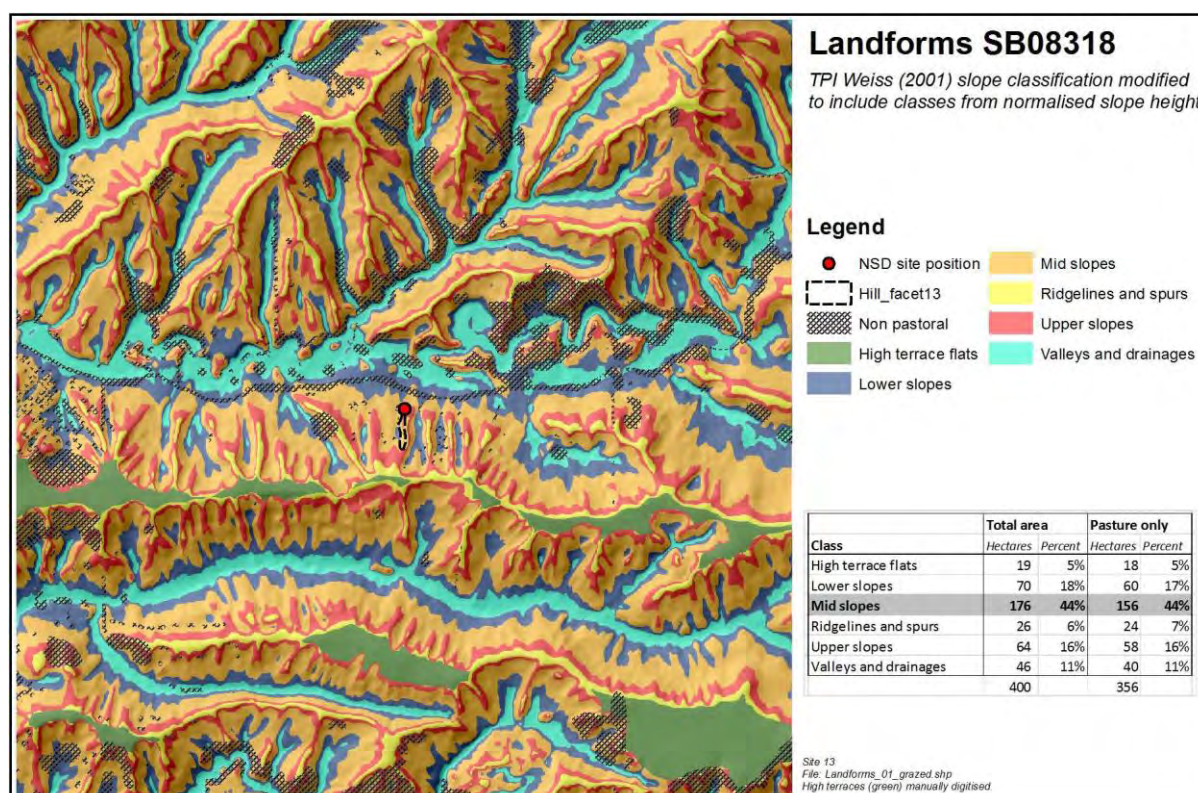 Landforms SB08318
TPI Weiss (2001) slope classification modified
to include classes from normalised slope height
Legend
NSD site position
Hill_facet13
Non pastoral
High terrace flats
Lower slopes
Mid slopes
Ridgelines and spurs
Upper slopes
Valleys and drainages
Total area Pasture only
Class Hectares Percent Hectares Percent
High terrace flats 19 5% 18 5%
Lower slopes 70 18% 60 17%
Mid slopes 176 44% 156 44%
Ridgelines and spurs 26 6% 24 7%
Upper slopes 64 16% 58 16%
Valleys and drainages 46 11% 40 11%
400 356
Site 13
File: Landforms_01_grazed.shp
High terraces (green) manually digitised